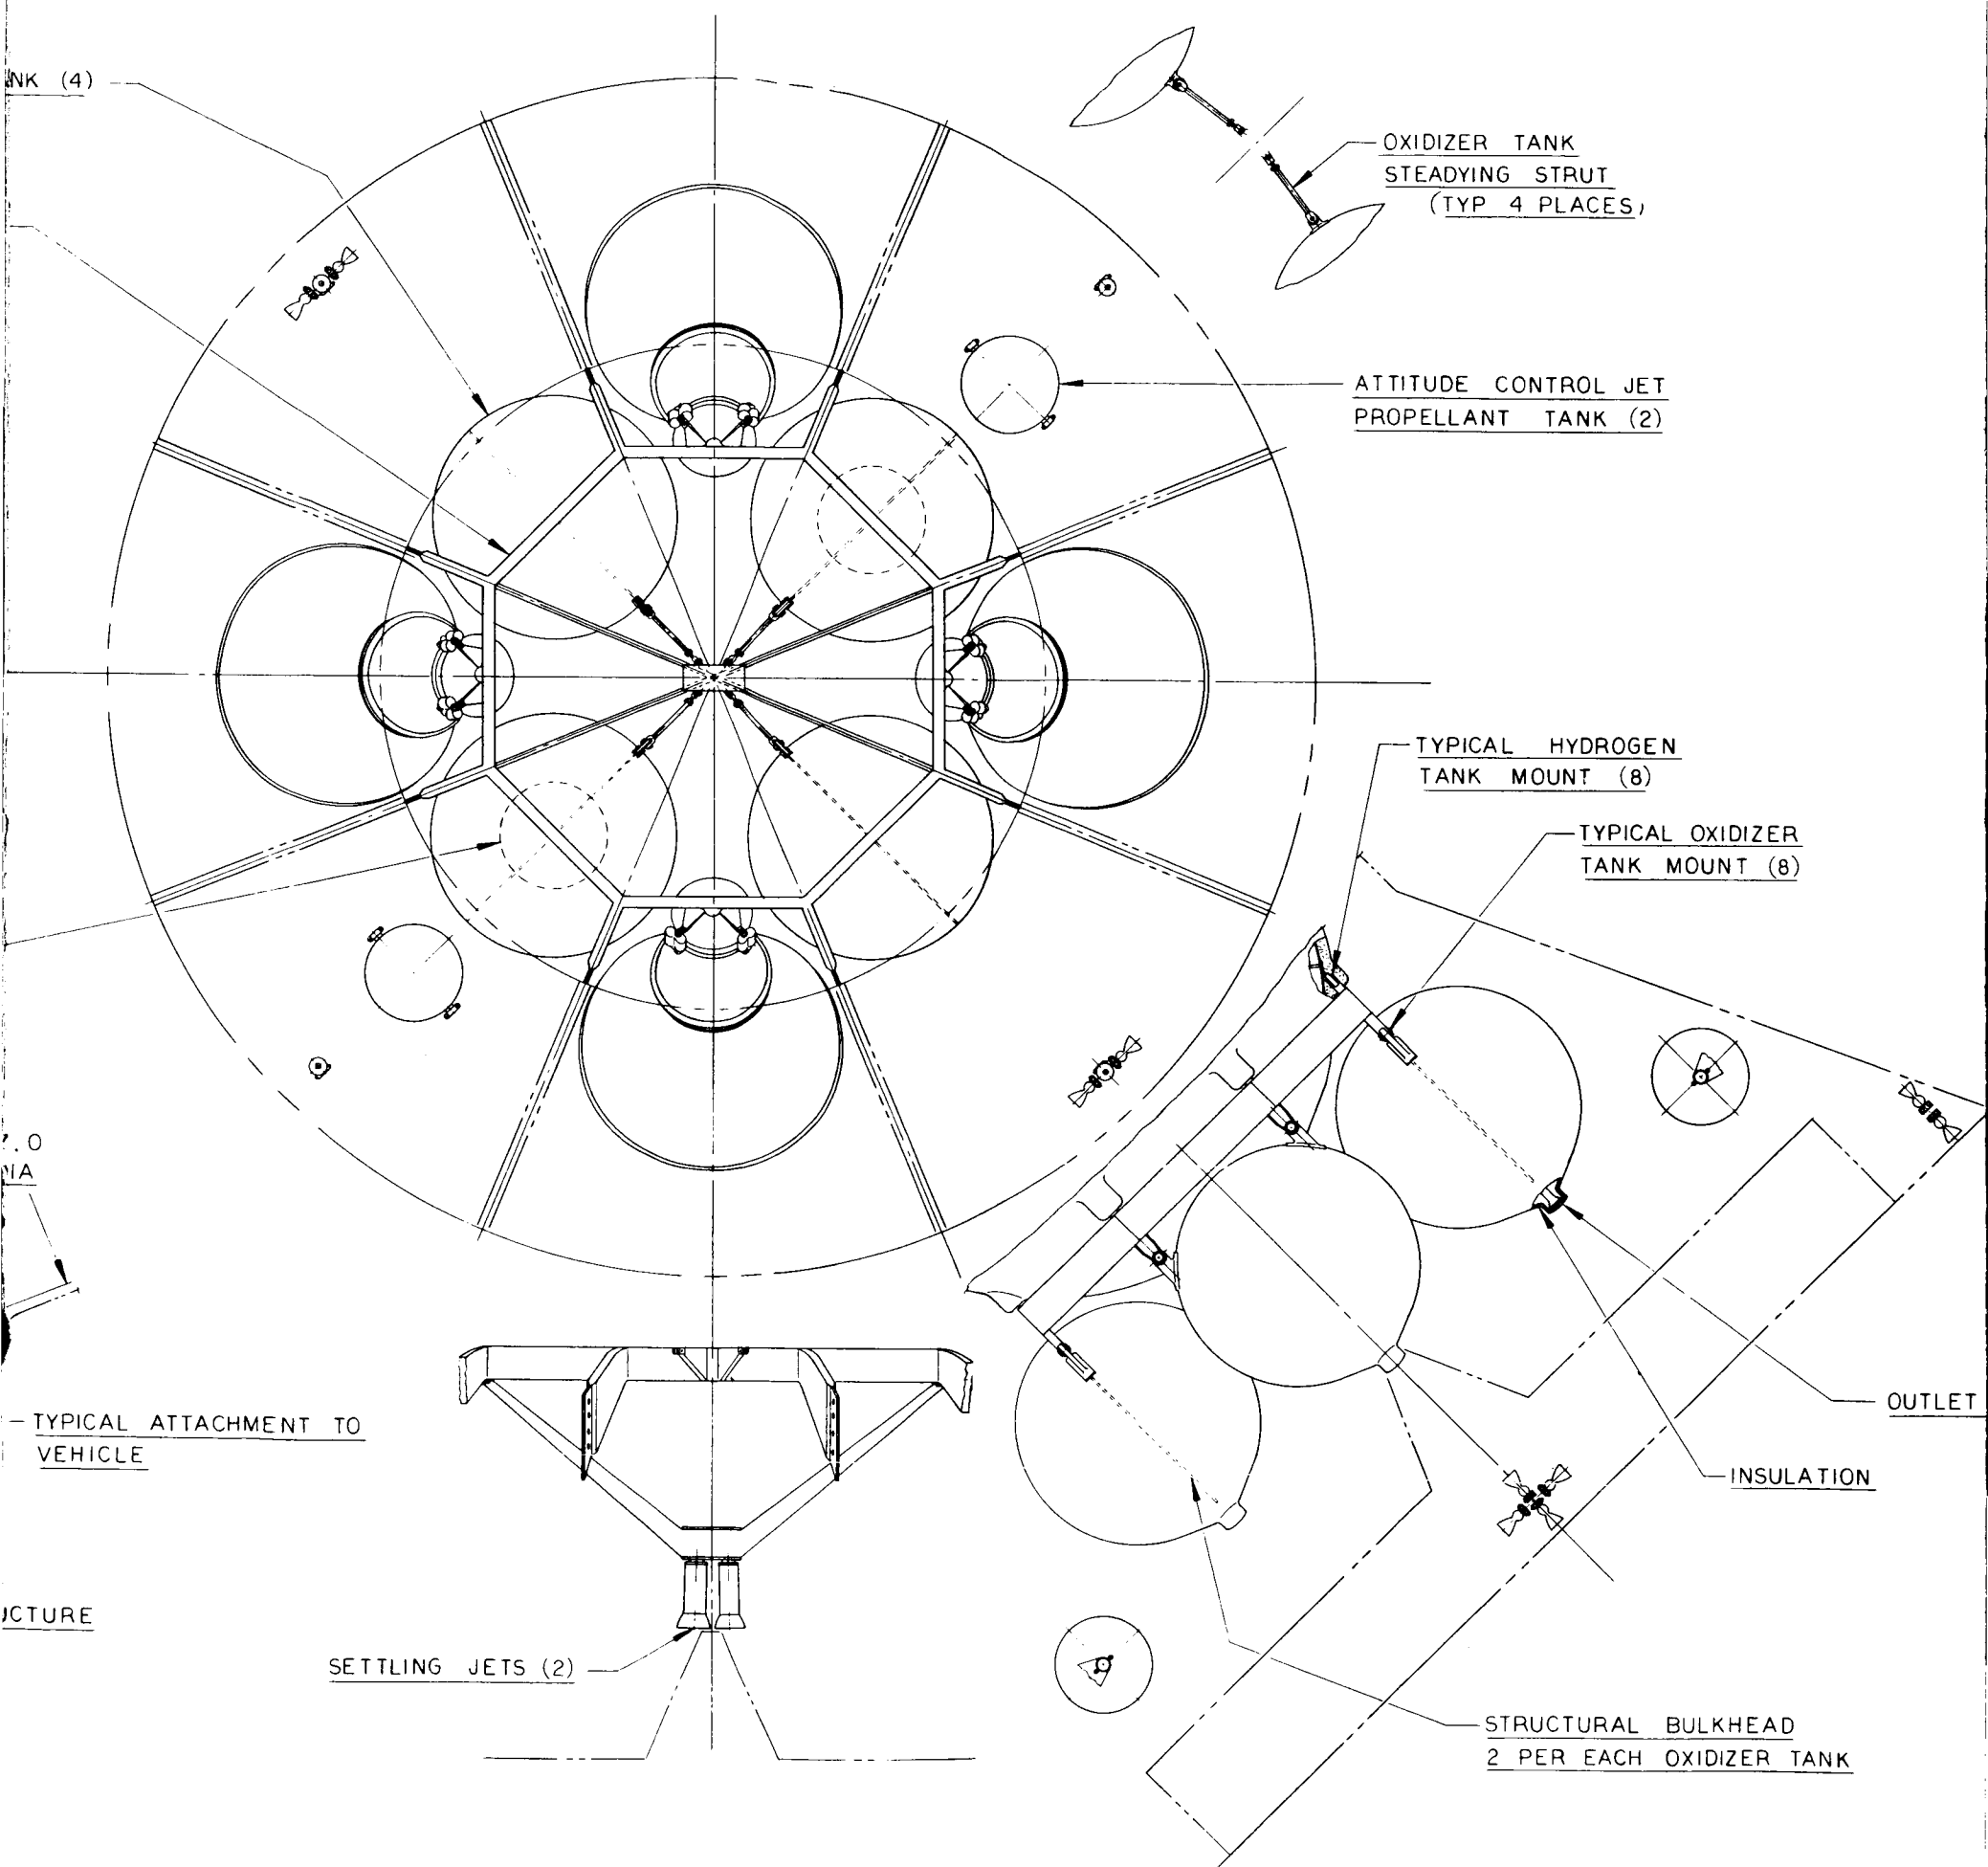 NK (4)
OXIDIZER TANK
STEADYING STRUT
(TYP 4 PLACES)
ATTITUDE CONTROL JET
PROPELLANT TANK (2)
TYPICAL HYDROGEN
TANK MOUNT (8)
TYPICAL OXIDIZER
TANK MOUNT (8)
7.0
IA
TYPICAL ATTACHMENT TO
VEHICLE
OUTLET
INSULATION
UCTURE
SETTLING JETS (2)
STRUCTURAL BULKHEAD
2 PER EACH OXIDIZER TANK